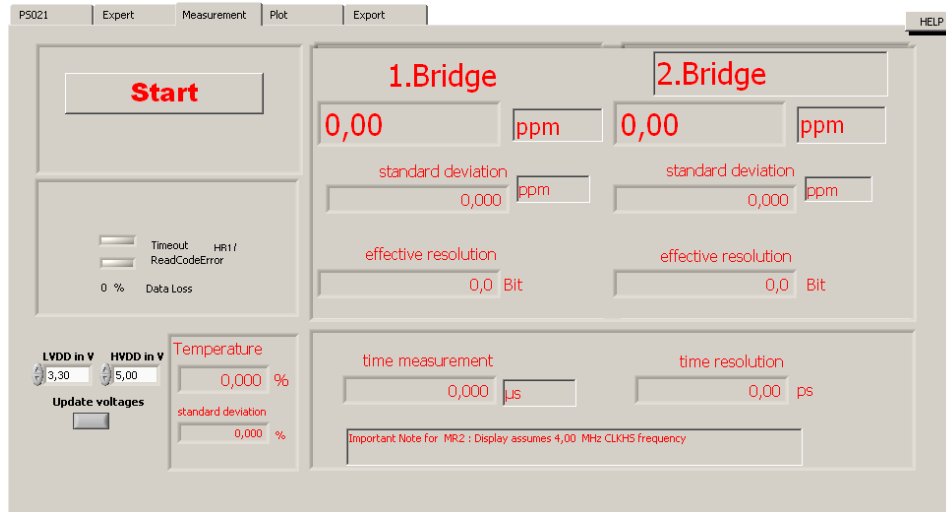 PS021 Expert Measurement Plot Export
HELP
Start
1.Bridge
2.Bridge
0,00 ppm
0,00 ppm
standard deviation
0,000 ppm
standard deviation
0,000 ppm
effective resolution
0,0 Bit
effective resolution
0,0 Bit
Timeout
ReadCodeError
0 % Data Loss
LVDD in V HVDD in V
3,30 5,00
Update voltages
Temperature
0,000 %
standard deviation
0,000 %
time measurement
0,000 µs
time resolution
0,00 ps
Important Note for MR2 : Display assumes 4,00 MHz CLKHS frequency